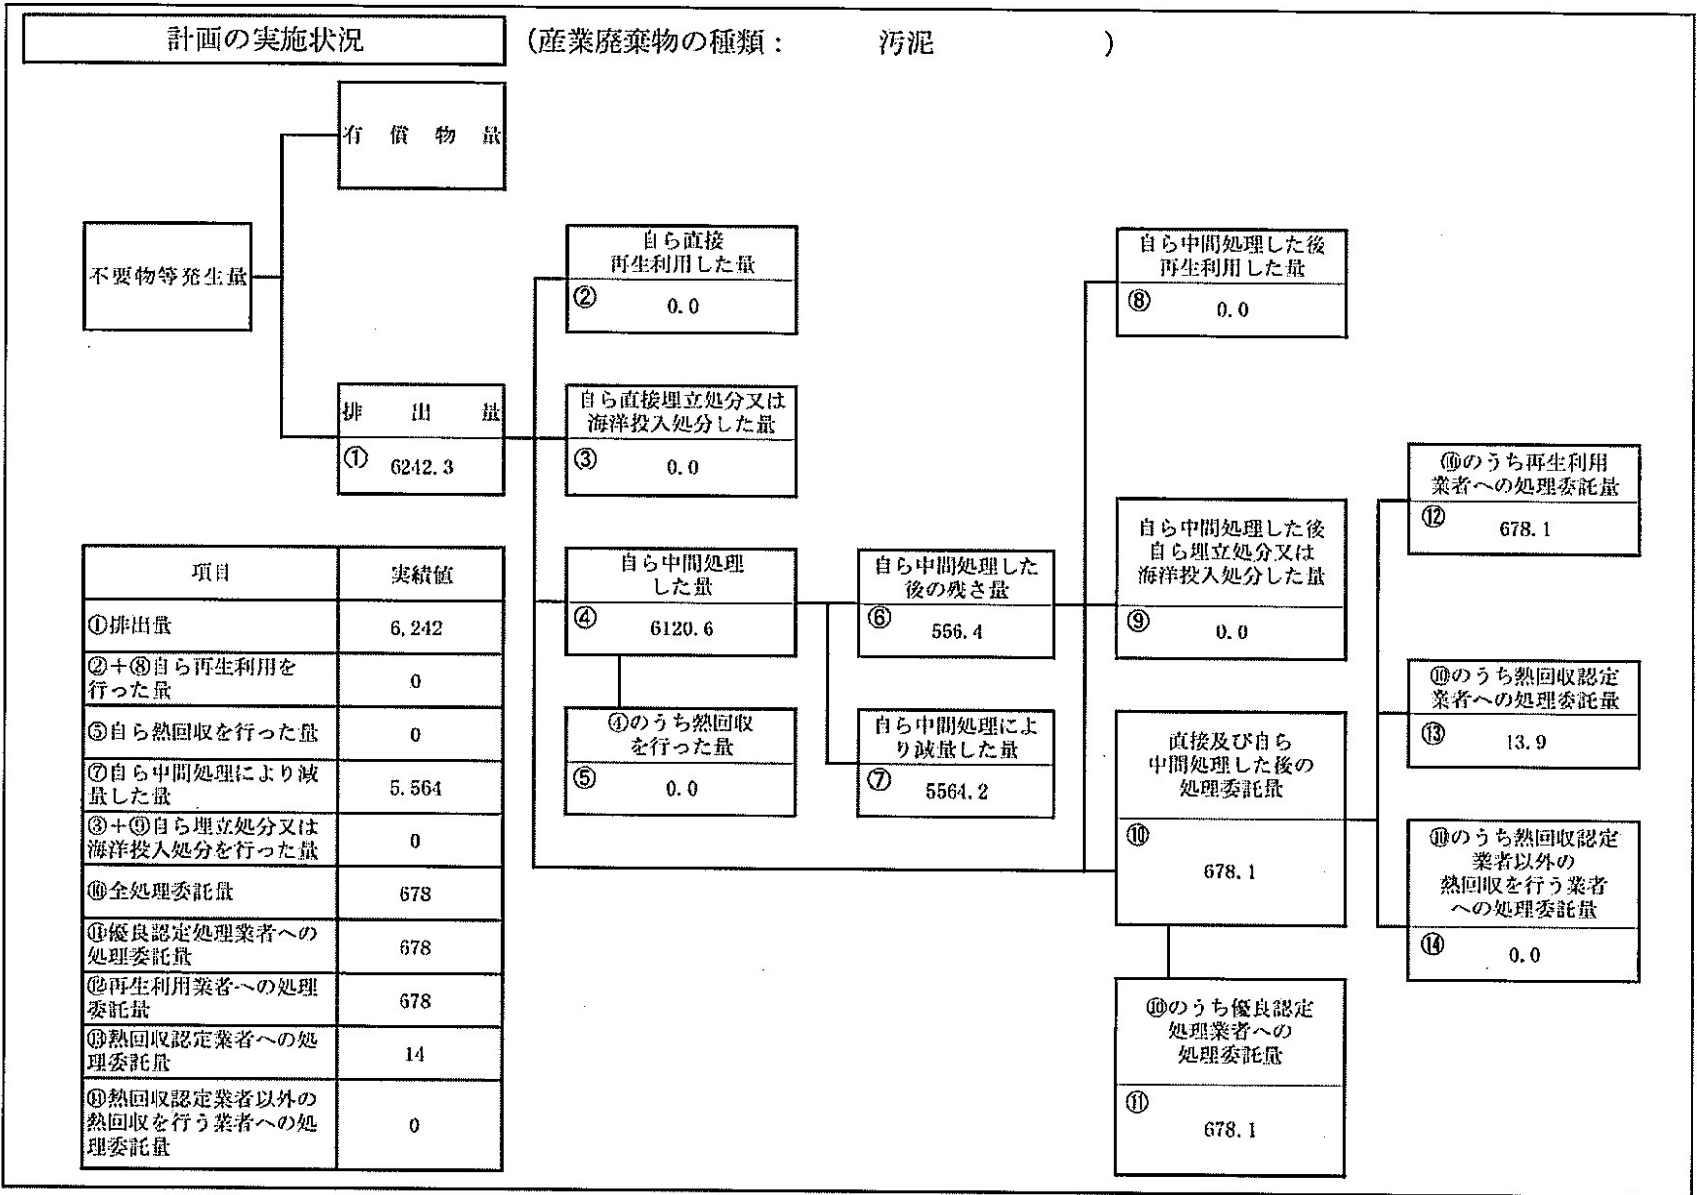 計画の実施状況
(産業廃棄物の種類: 汚泥 )
有償物量
不要物等発生量
排出量
① 6242.3
自ら直接
再生利用した量
② 0.0
自ら直接埋立処分又は
海洋投入処分した量
③ 0.0
自ら中間処理
した量
④ 6120.6
④のうち熱回収
を行った量
⑤ 0.0
自ら中間処理した
後の残さ量
⑥ 556.4
自ら中間処理によ
り減量した量
⑦ 5564.2
自ら中間処理した後
再生利用した量
⑧ 0.0
自ら中間処理した後
自ら埋立処分又は
海洋投入処分した量
⑨ 0.0
直接及び自ら
中間処理した後の
処理委託量
⑩
678.1
⑩のうち優良認定
処理業者への
処理委託量
⑪
678.1
⑩のうち再生利用
業者への処理委託量
⑫ 678.1
⑩のうち熱回収認定
業者への処理委託量
⑬ 13.9
⑩のうち熱回収認定
業者以外の
熱回収を行う業者
への処理委託量
⑭ 0.0
項目 実績値
①排出量 6,242
②+⑧自ら再生利用を
行った量 0
⑤自ら熱回収を行った量 0
⑦自ら中間処理により減
量した量 5.564
③+⑨自ら埋立処分又は
海洋投入処分を行った量 0
⑩全処理委託量 678
⑪優良認定処理業者への
処理委託量 678
⑫再生利用業者への処理
委託量 678
⑬熱回収認定業者への処
理委託量 14
⑭熱回収認定業者以外の
熱回収を行う業者への処
理委託量 0